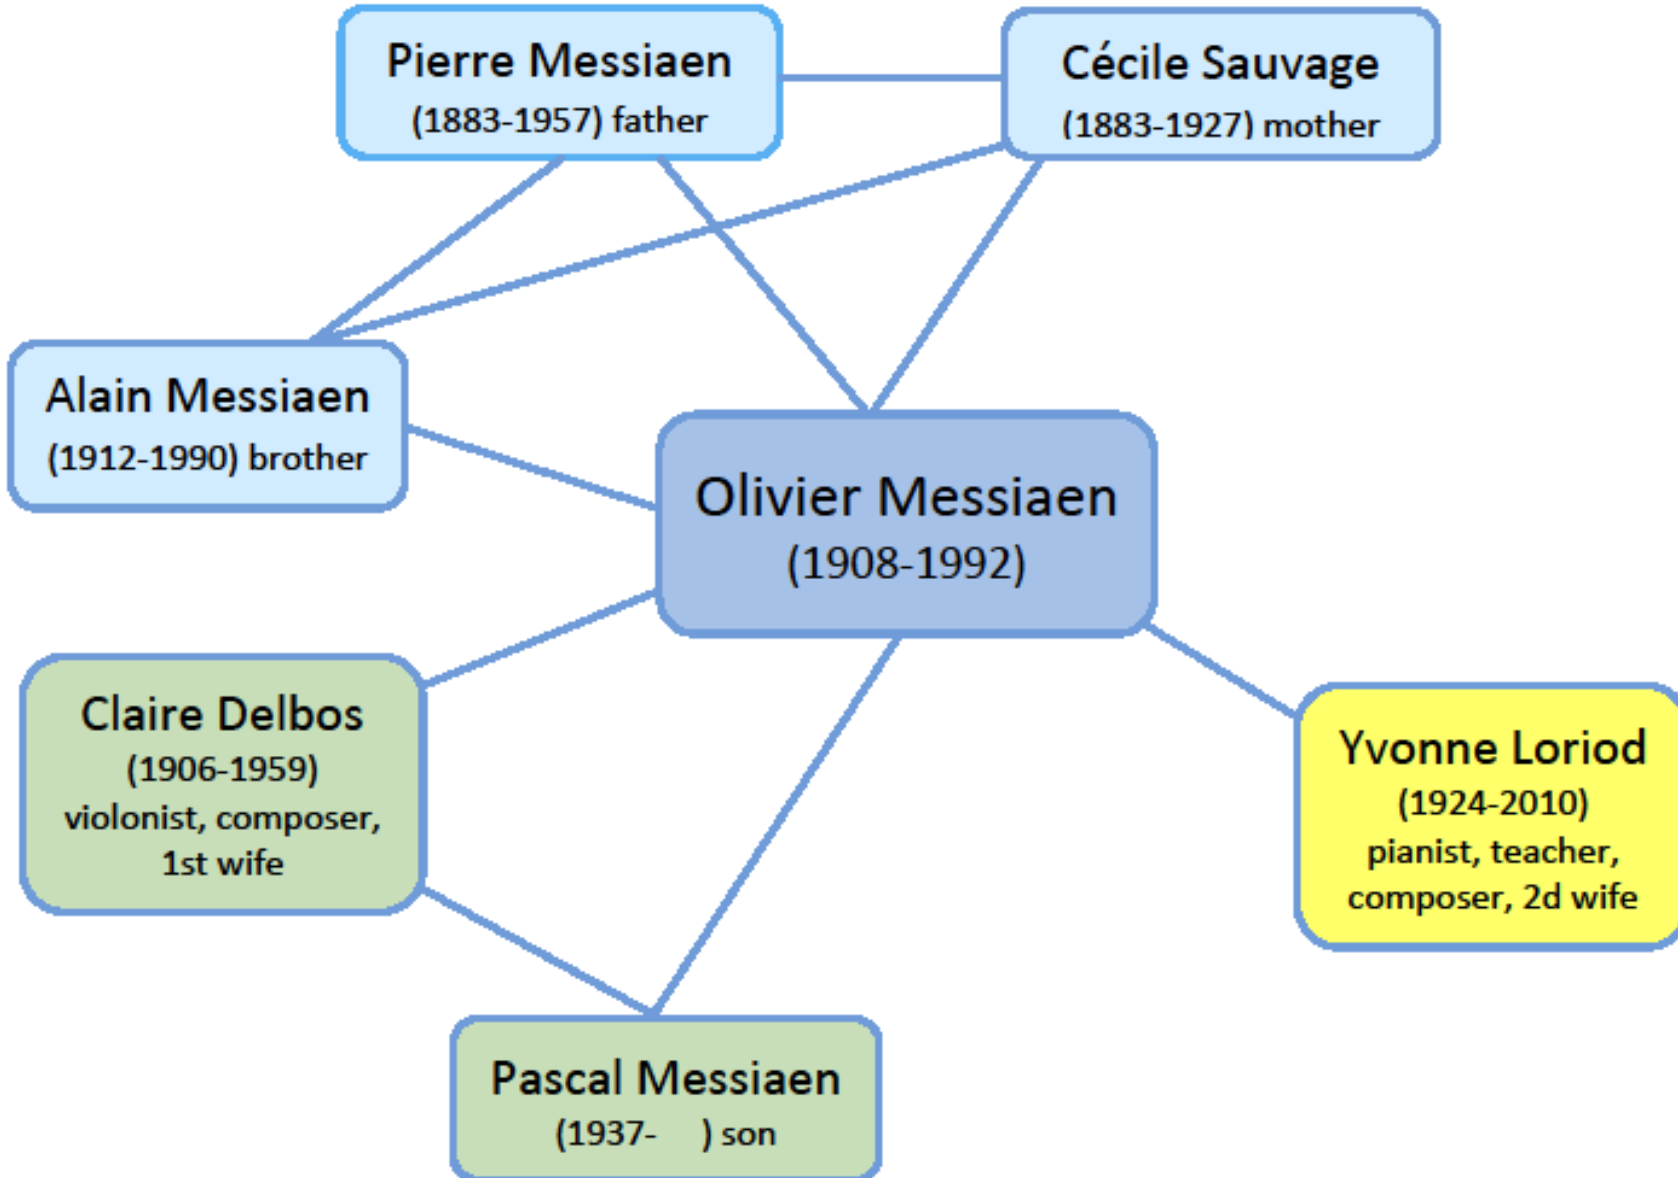 Pierre Messiaen
(1883-1957) father
Cécile Sauvage
(1883-1927) mother
Alain Messiaen
(1912-1990) brother
Olivier Messiaen
(1908-1992)
Claire Delbos
(1906-1959)
violonist, composer,
1st wife
Yvonne Loriod
(1924-2010)
pianist, teacher,
composer, 2d wife
Pascal Messiaen
(1937-    ) son